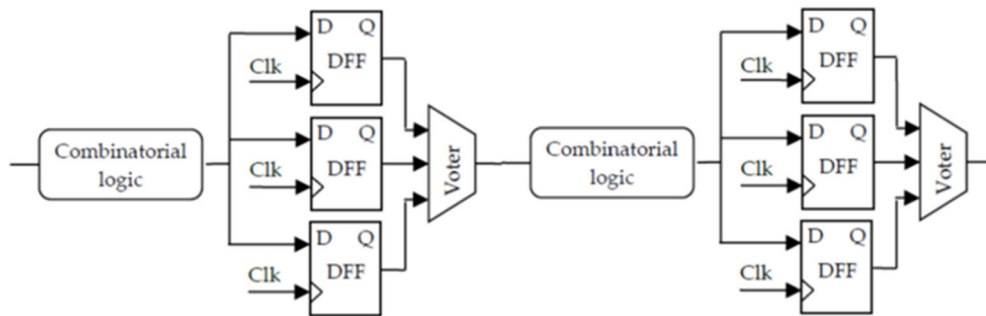 D Q
DFF
Clk
Combinatorial
logic
D Q
DFF
Clk
D Q
DFF
Clk
Voter
Combinatorial
logic
D Q
DFF
Clk
D Q
DFF
Clk
D Q
DFF
Clk
Voter